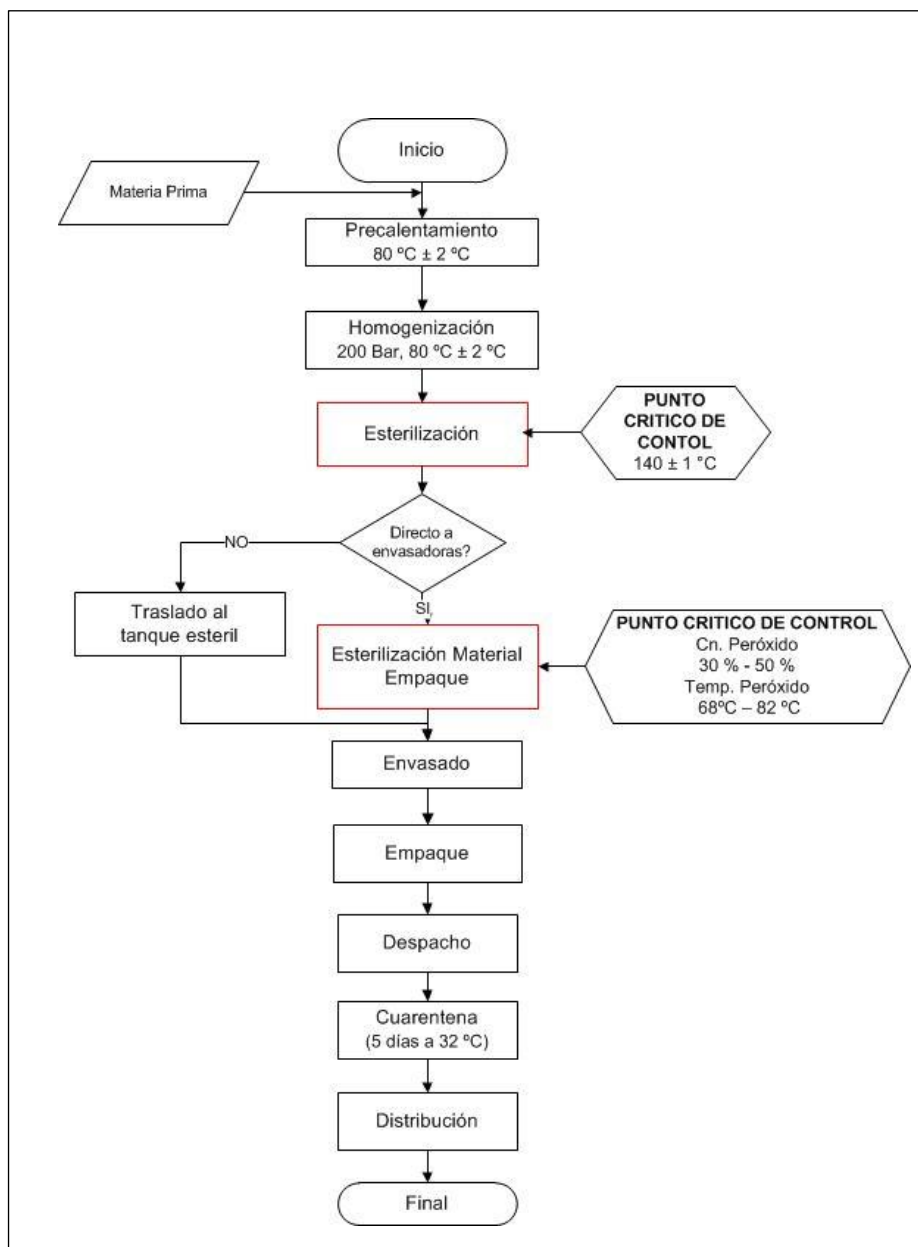 Inicio
Materia Prima
Precalentamiento
80 ºC ± 2 ºC
Homogenización
200 Bar, 80 ºC ± 2 ºC
PUNTO
CRITICO DE
CONTOL
140 ± 1 °C
Esterilización
Directo a
envasadoras?
NO
SI,
Traslado al
tanque esteril
Esterilización Material
Empaque
PUNTO CRITICO DE CONTROL
Cn. Peróxido
30 % - 50 %
Temp. Peróxido
68ºC – 82 ºC
Envasado
Empaque
Despacho
Cuarentena
(5 días a 32 ºC)
Distribución
Final